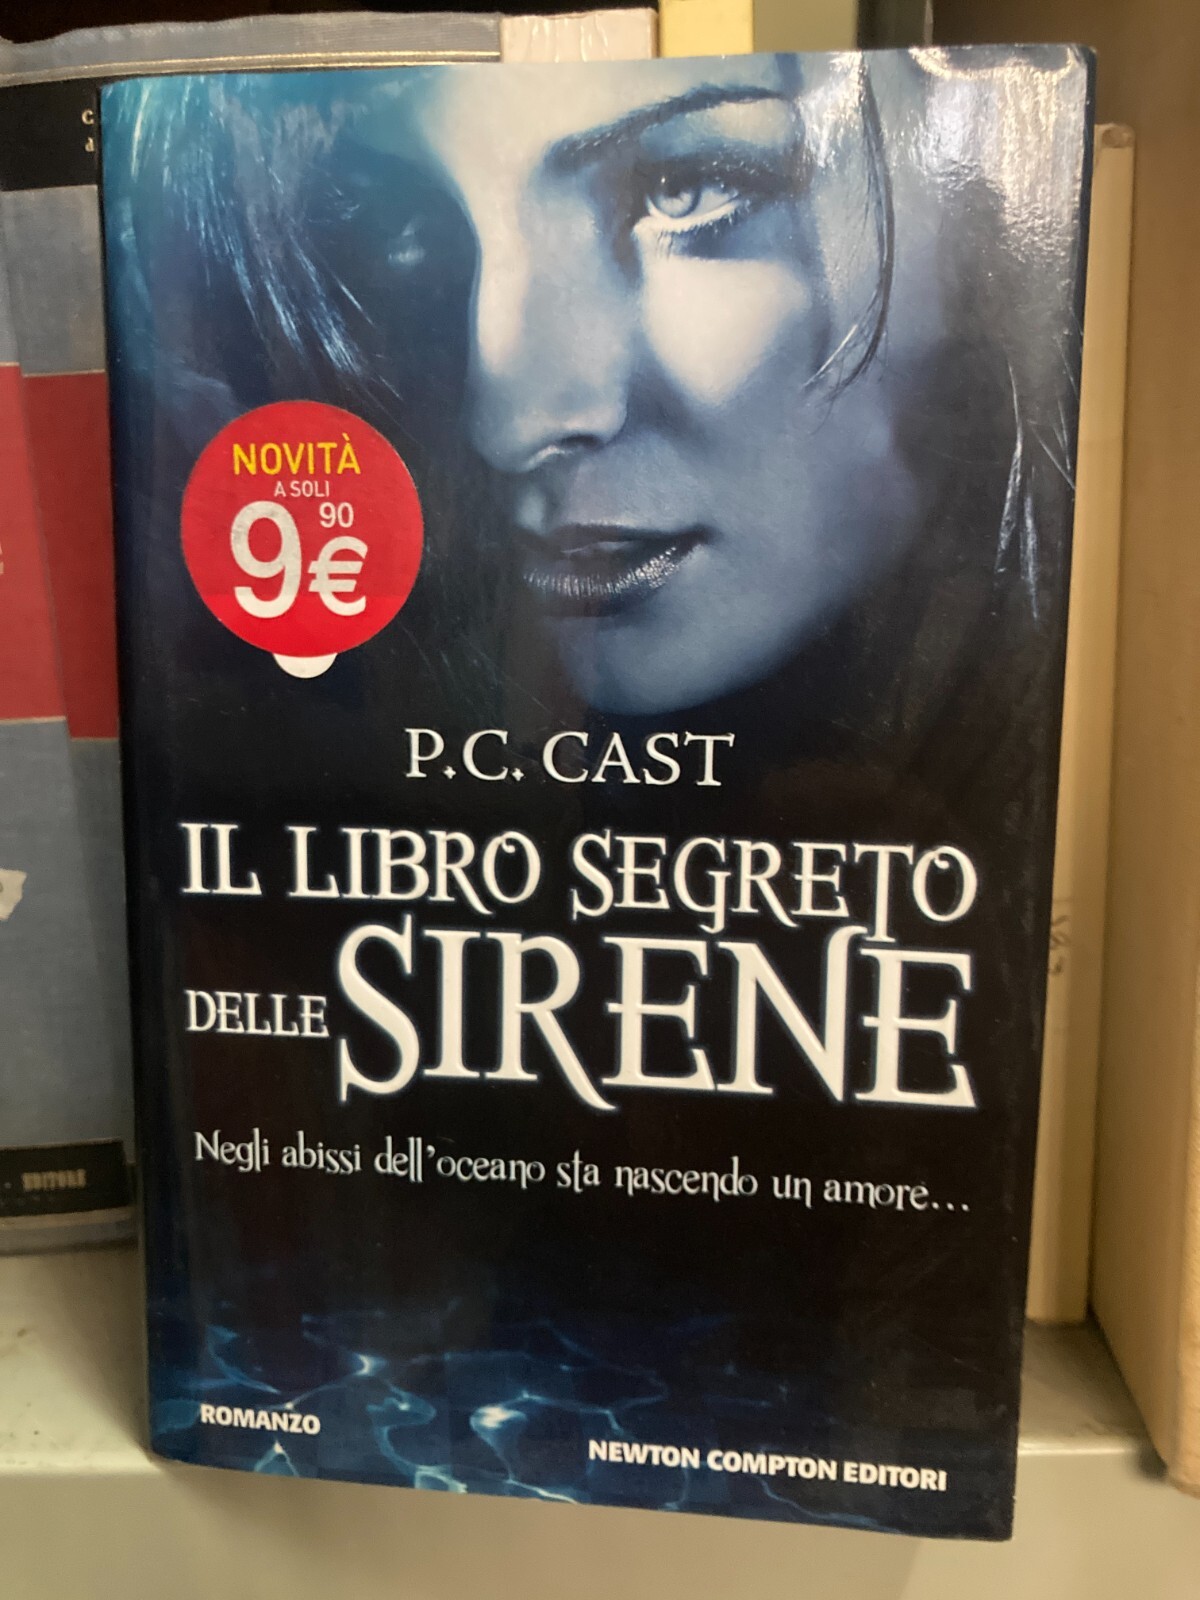 NOVITÀ
A SOLI
9 90 €
P.C. CAST
IL LIBRO SEGRETO
DELLE SIRENE
Negli abissi dell'oceano sta nascendo un amore...
ROMANZO
NEWTON COMPTON EDITORI
EDITORE